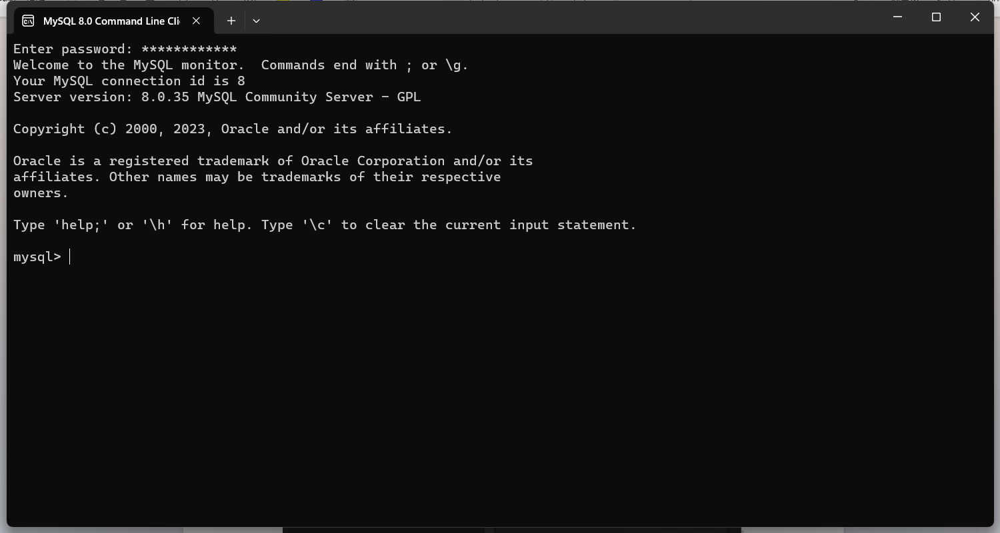 MySQL 8.0 Command Line Cli
Enter password: ************
Welcome to the MySQL monitor.  Commands end with ; or \g.
Your MySQL connection id is 8
Server version: 8.0.35 MySQL Community Server - GPL
Copyright (c) 2000, 2023, Oracle and/or its affiliates.
Oracle is a registered trademark of Oracle Corporation and/or its
affiliates. Other names may be trademarks of their respective
owners.
Type 'help;' or '\h' for help. Type '\c' to clear the current input statement.
mysql>